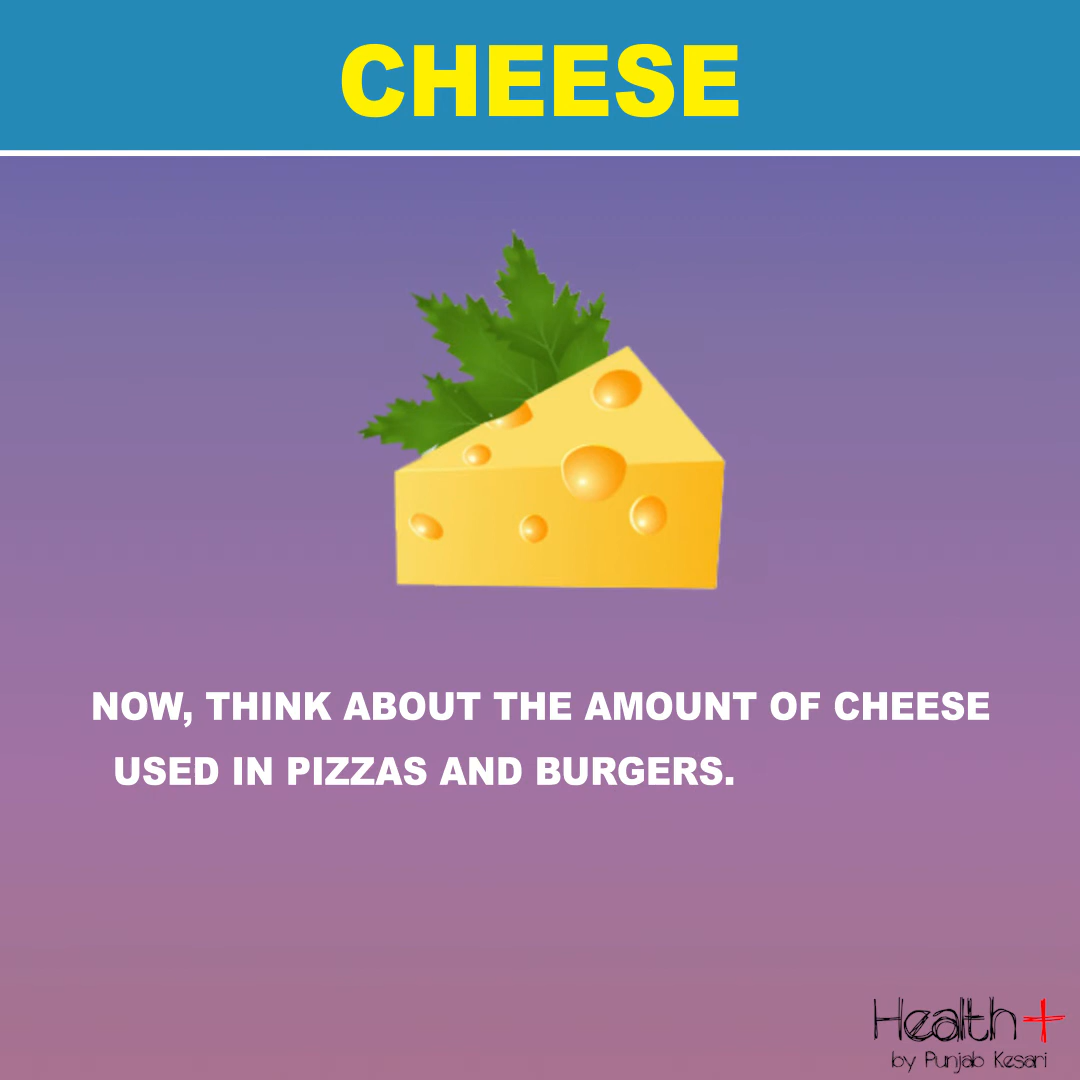 CHEESE
NOW, THINK ABOUT THE AMOUNT OF CHEESE
USED IN PIZZAS AND BURGERS.
Health+
by Punjab Kesari